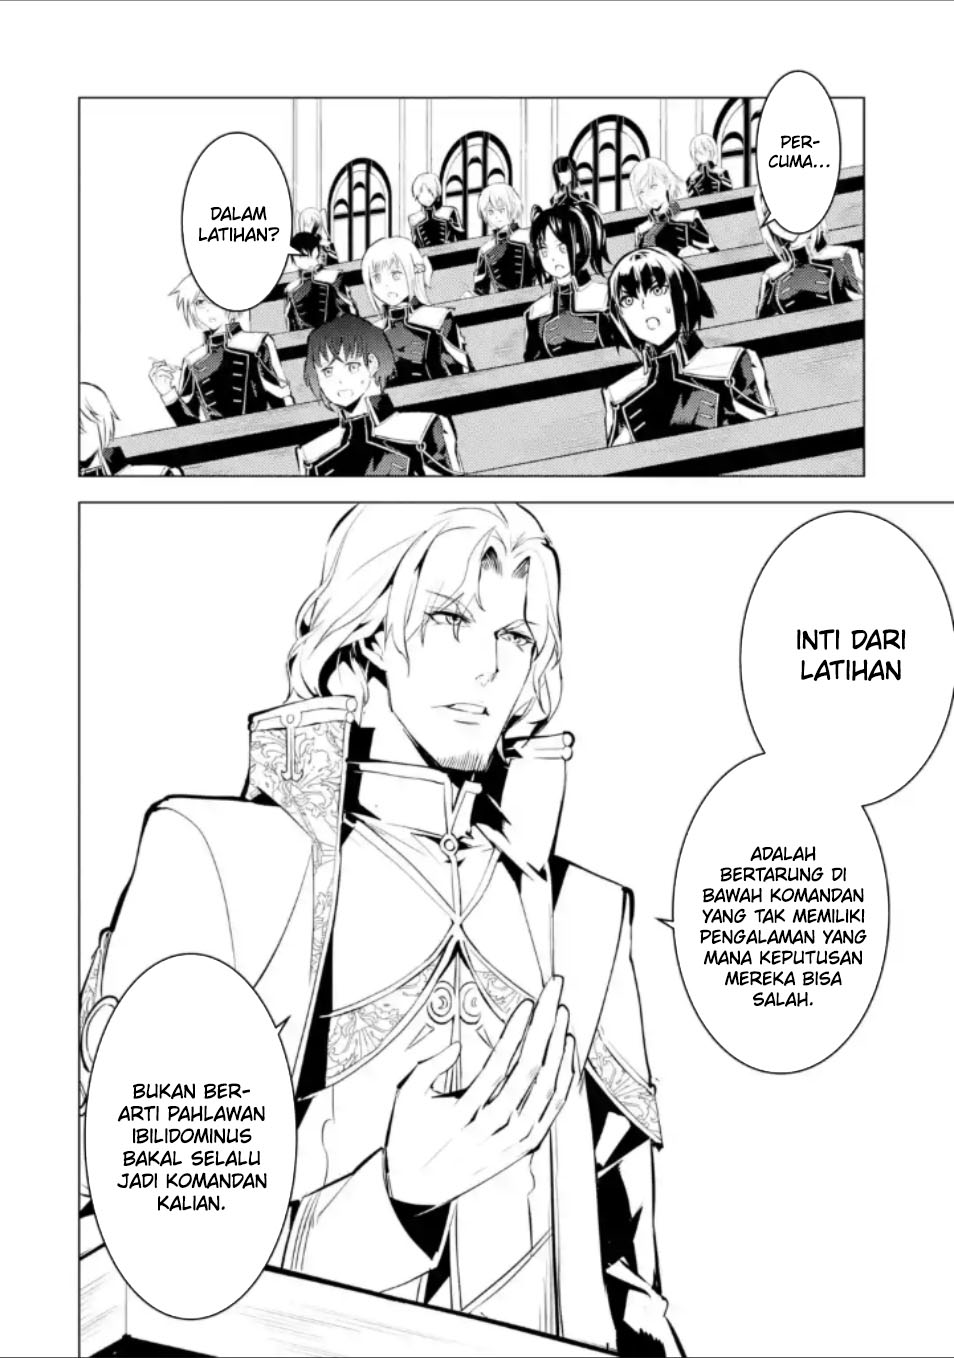 PER-
CUMA...
DALAM
LATIHAN?
INTI DARI
LATIHAN
ADALAH
BERTARUNG DI
BAWAH KOMANDAN
YANG TAK MEMILIKI
PENGALAMAN YANG
MANA KEPUTUSAN
MEREKA BISA
SALAH.
BUKAN BER-
ARTI PAHLAWAN
IBILIDOMINUS
BAKAL SELALU
JADI KOMANDAN
KALIAN.